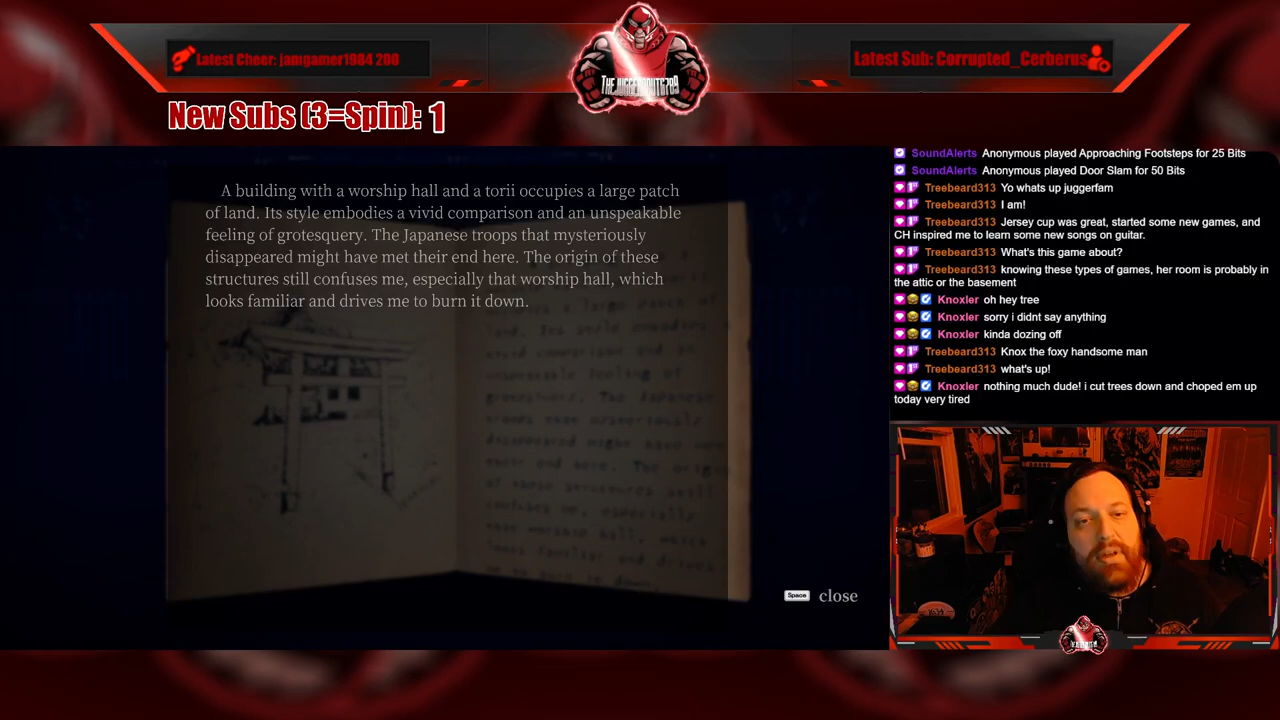 Latest Cheer: jamgamer1984 200
THEJUGGERNAUT6789
Latest Sub: Corrupted_Cerberus
New Subs (3=Spin): 1
A building with a worship hall and a torii occupies a large patch
of land. Its style embodies a vivid comparison and an unspeakable
feeling of grotesquery. The Japanese troops that mysteriously
disappeared might have met their end here. The origin of these
structures still confuses me, especially that worship hall, which
looks familiar and drives me to burn it down.
Space close
SoundAlerts Anonymous played Approaching Footsteps for 25 Bits
SoundAlerts Anonymous played Door Slam for 50 Bits
Treebeard313 Yo whats up juggerfam
Treebeard313 I am!
Treebeard313 Jersey cup was great, started some new games, and
CH inspired me to learn some new songs on guitar.
Treebeard313 What's this game about?
Treebeard313 knowing these types of games, her room is probably in
the attic or the basement
Knoxler oh hey tree
Knoxler sorry i didnt say anything
Knoxler kinda dozing off
Treebeard313 Knox the foxy handsome man
Treebeard313 what's up!
Knoxler nothing much dude! i cut trees down and choped em up
today very tired